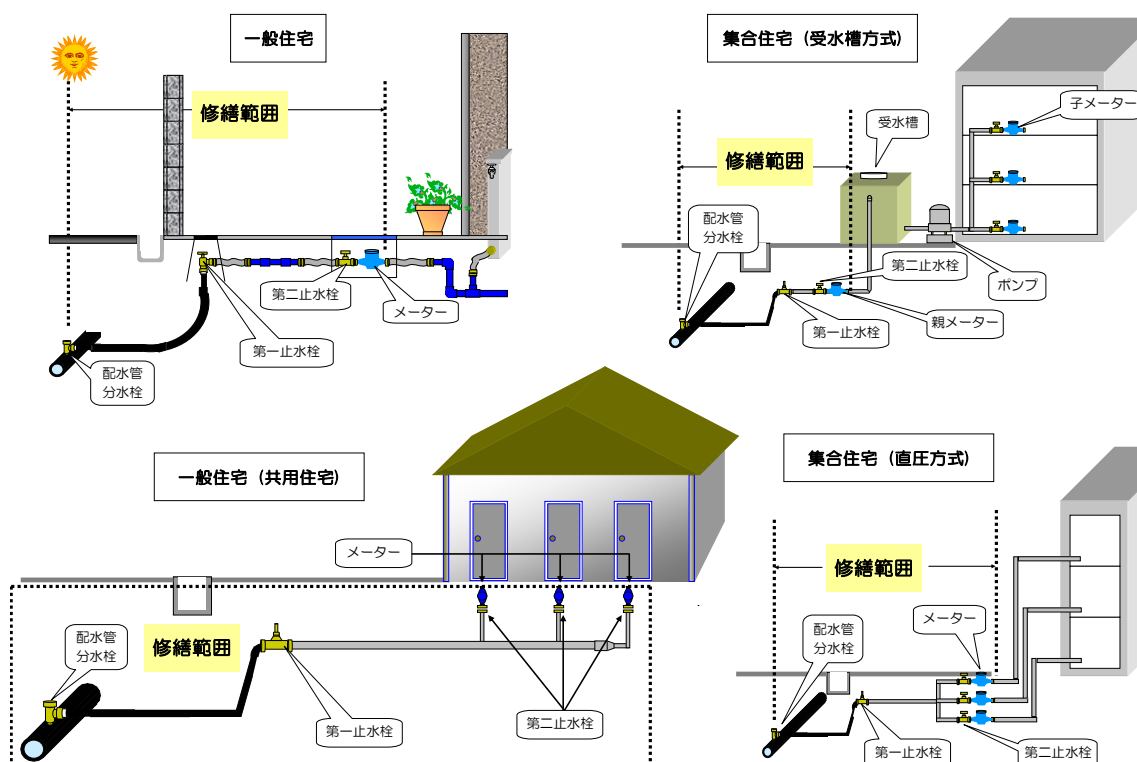 一般住宅
修繕範囲
第二止水栓
メーター
第一止水栓
配水管
分水栓
集合住宅（受水槽方式）
子メーター
受水槽
修繕範囲
配水管
分水栓
第二止水栓
ポンプ
第一止水栓
親メーター
一般住宅（共用住宅）
メーター
配水管
分水栓
修繕範囲
第一止水栓
第二止水栓
集合住宅（直圧方式）
修繕範囲
メーター
配水管
分水栓
第一止水栓
第二止水栓